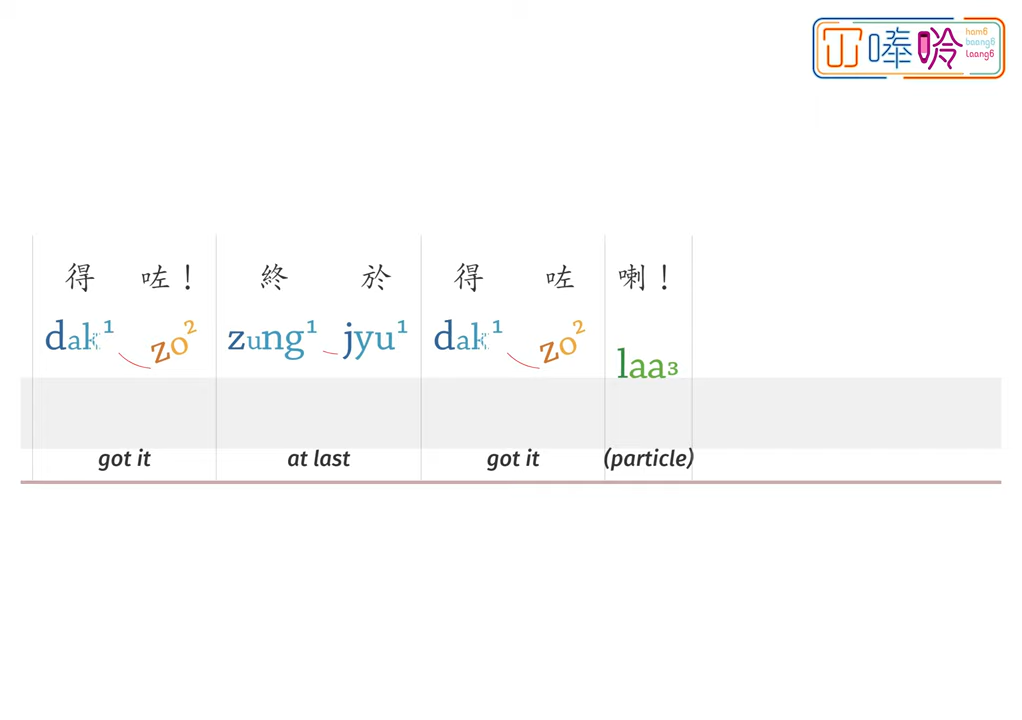 冚唪唥
ham6
baang6
laang6
得 咗！ 終 於 得 咗 喇！
dak1 zo2 zung1 jyu1 dak1 zo2 laa3
got it at last got it (particle)